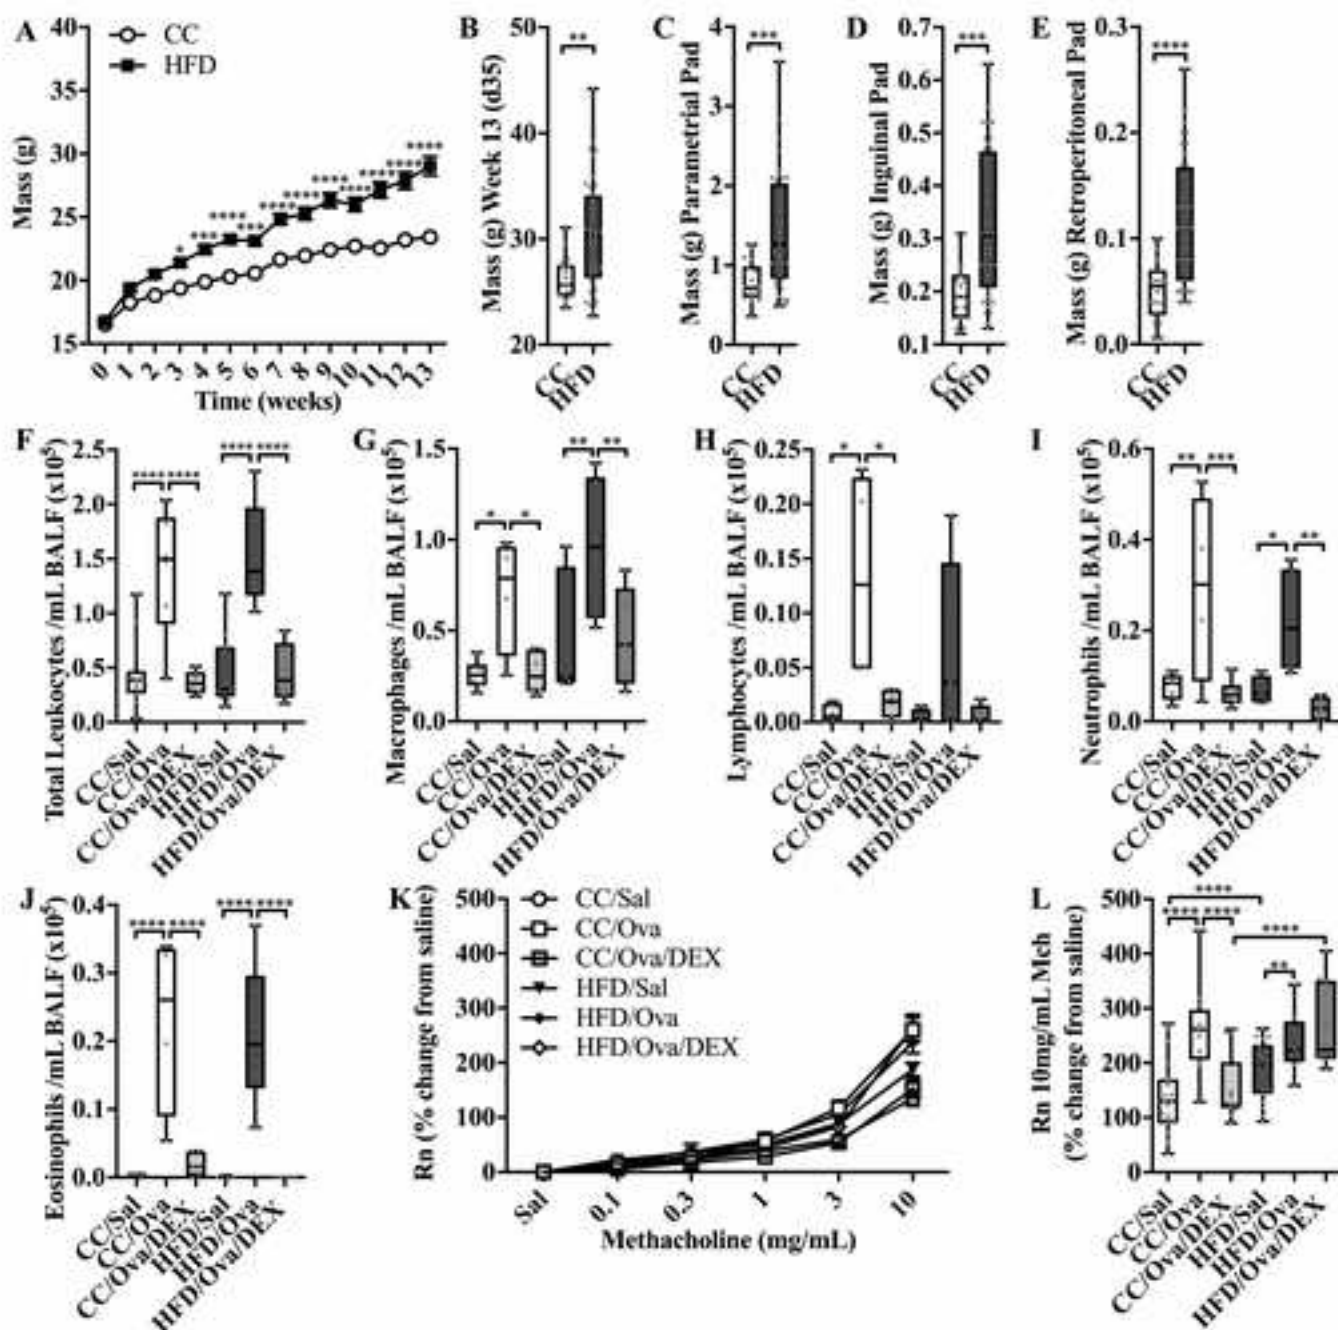 A
CC
HFD
Mass (g)
40
35
30
25
20
15
*
***
****
****
***
****
****
****
****
****
****
****
0
1
2
3
4
5
6
7
8
9
10
11
12
13
Time (weeks)
B
Mass (g) Week 13 (d35)
50
40
30
20
**
CC
HFD
C
Mass (g) Parametrial Pad
4
3
2
1
0
***
CC
HFD
D
Mass (g) Inguinal Pad
0.7
0.6
0.5
0.4
0.3
0.2
0.1
***
CC
HFD
E
Mass (g) Retroperitoneal Pad
0.3
0.2
0.1
0.0
****
CC
HFD
F
Total Leukocytes /mL BALF (x10⁵)
2.5
2.0
1.5
1.0
0.5
0.0
**** ****
**** ****
CC/Sal
CC/Ova
CC/Ova/DEX
HFD/Sal
HFD/Ova
HFD/Ova/DEX
G
Macrophages /mL BALF (x10⁵)
1.5
1.0
0.5
0.0
* *
** **
CC/Sal
CC/Ova
CC/Ova/DEX
HFD/Sal
HFD/Ova
HFD/Ova/DEX
H
Lymphocytes /mL BALF (x10⁵)
0.25
0.20
0.15
0.10
0.05
0.00
* *
CC/Sal
CC/Ova
CC/Ova/DEX
HFD/Sal
HFD/Ova
HFD/Ova/DEX
I
Neutrophils /mL BALF (x10⁵)
0.6
0.4
0.2
0.0
** ***
* **
CC/Sal
CC/Ova
CC/Ova/DEX
HFD/Sal
HFD/Ova
HFD/Ova/DEX
J
Eosinophils /mL BALF (x10⁵)
0.4
0.3
0.2
0.1
0.0
**** ****
**** ****
CC/Sal
CC/Ova
CC/Ova/DEX
HFD/Sal
HFD/Ova
HFD/Ova/DEX
K
Rn (% change from saline)
500
400
300
200
100
0
CC/Sal
CC/Ova
CC/Ova/DEX
HFD/Sal
HFD/Ova
HFD/Ova/DEX
Sal
0.1
0.3
1
3
10
Methacholine (mg/mL)
L
Rn 10mg/mL Mch
(% change from saline)
500
400
300
200
100
0
****
**** ****
****
**
CC/Sal
CC/Ova
CC/Ova/DEX
HFD/Sal
HFD/Ova
HFD/Ova/DEX